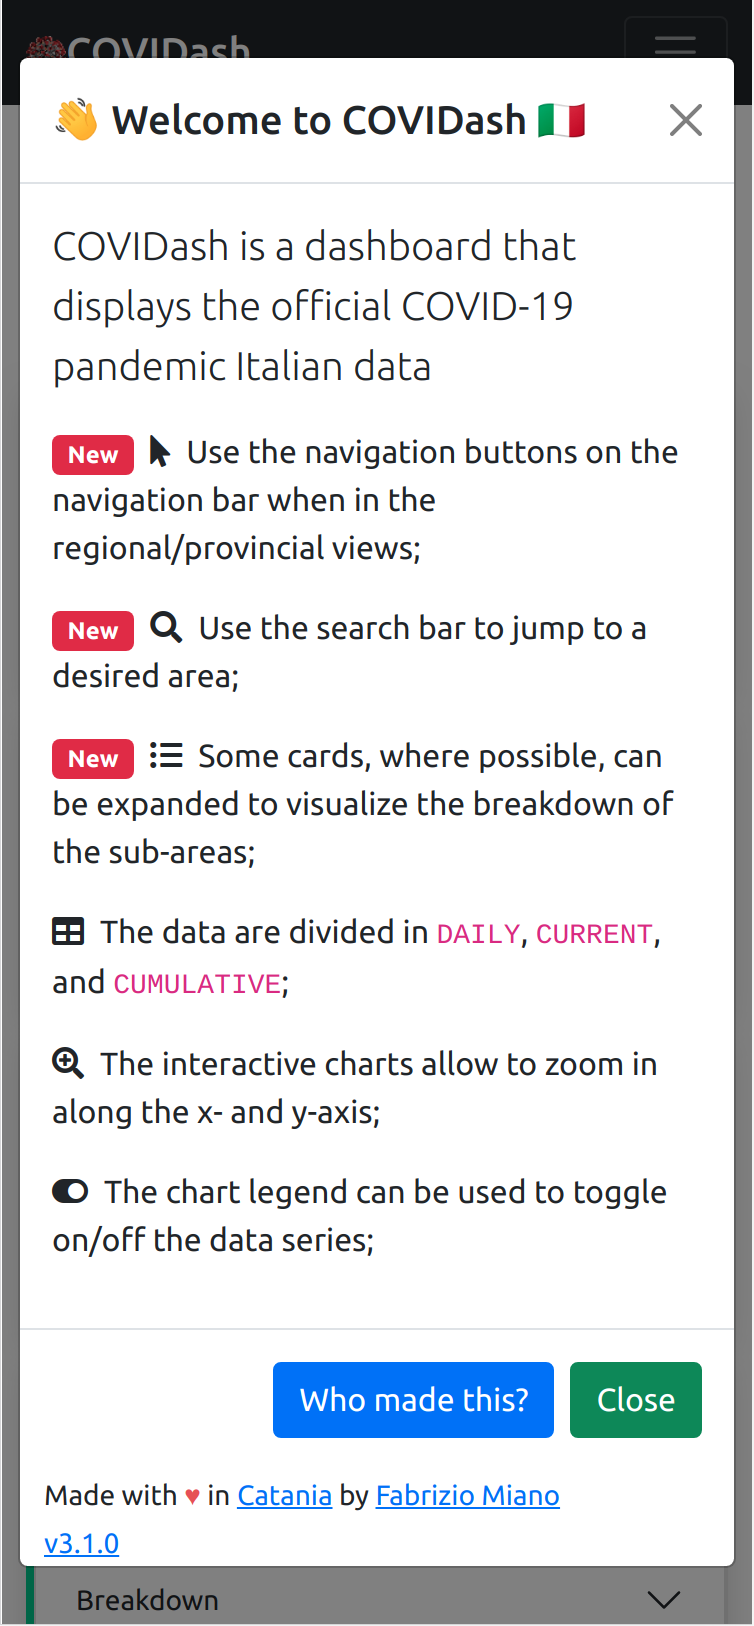 COVIDash
Welcome to COVIDash
COVIDash is a dashboard that
displays the official COVID-19
pandemic Italian data
New Use the navigation buttons on the
navigation bar when in the
regional/provincial views;
New Use the search bar to jump to a
desired area;
New Some cards, where possible, can
be expanded to visualize the breakdown of
the sub-areas;
The data are divided in DAILY, CURRENT,
and CUMULATIVE;
The interactive charts allow to zoom in
along the x- and y-axis;
The chart legend can be used to toggle
on/off the data series;
Who made this? Close
Made with ♥ in Catania by Fabrizio Miano
v3.1.0
Breakdown